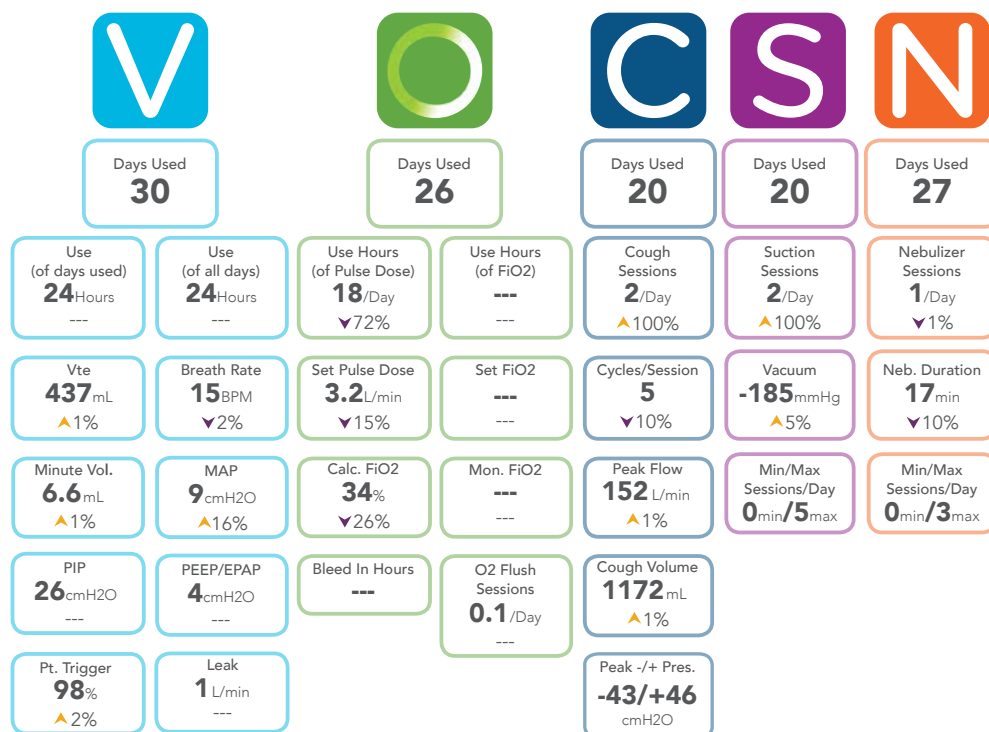 V
O
C
S
N
Days Used
30
Days Used
26
Days Used
20
Days Used
20
Days Used
27
Use
(of days used)
24Hours
---
Use
(of all days)
24Hours
---
Use Hours
(of Pulse Dose)
18/Day
72%
Use Hours
(of FiO2)
---
---
Cough
Sessions
2/Day
100%
Suction
Sessions
2/Day
100%
Nebulizer
Sessions
1/Day
1%
Vte
437mL
1%
Breath Rate
15BPM
2%
Set Pulse Dose
3.2L/min
15%
Set FiO2
---
---
Cycles/Session
5
10%
Vacuum
-185mmHg
5%
Neb. Duration
17min
10%
Minute Vol.
6.6mL
1%
MAP
9cmH2O
16%
Calc. FiO2
34%
26%
Mon. FiO2
---
---
Peak Flow
152 L/min
1%
Min/Max
Sessions/Day
0min/5max
Min/Max
Sessions/Day
0min/3max
PIP
26cmH2O
---
PEEP/EPAP
4cmH2O
---
Bleed In Hours
---
O2 Flush
Sessions
0.1/Day
---
Cough Volume
1172mL
1%
Pt. Trigger
98%
2%
Leak
1 L/min
---
Peak -/+ Pres.
-43/+46
cmH2O